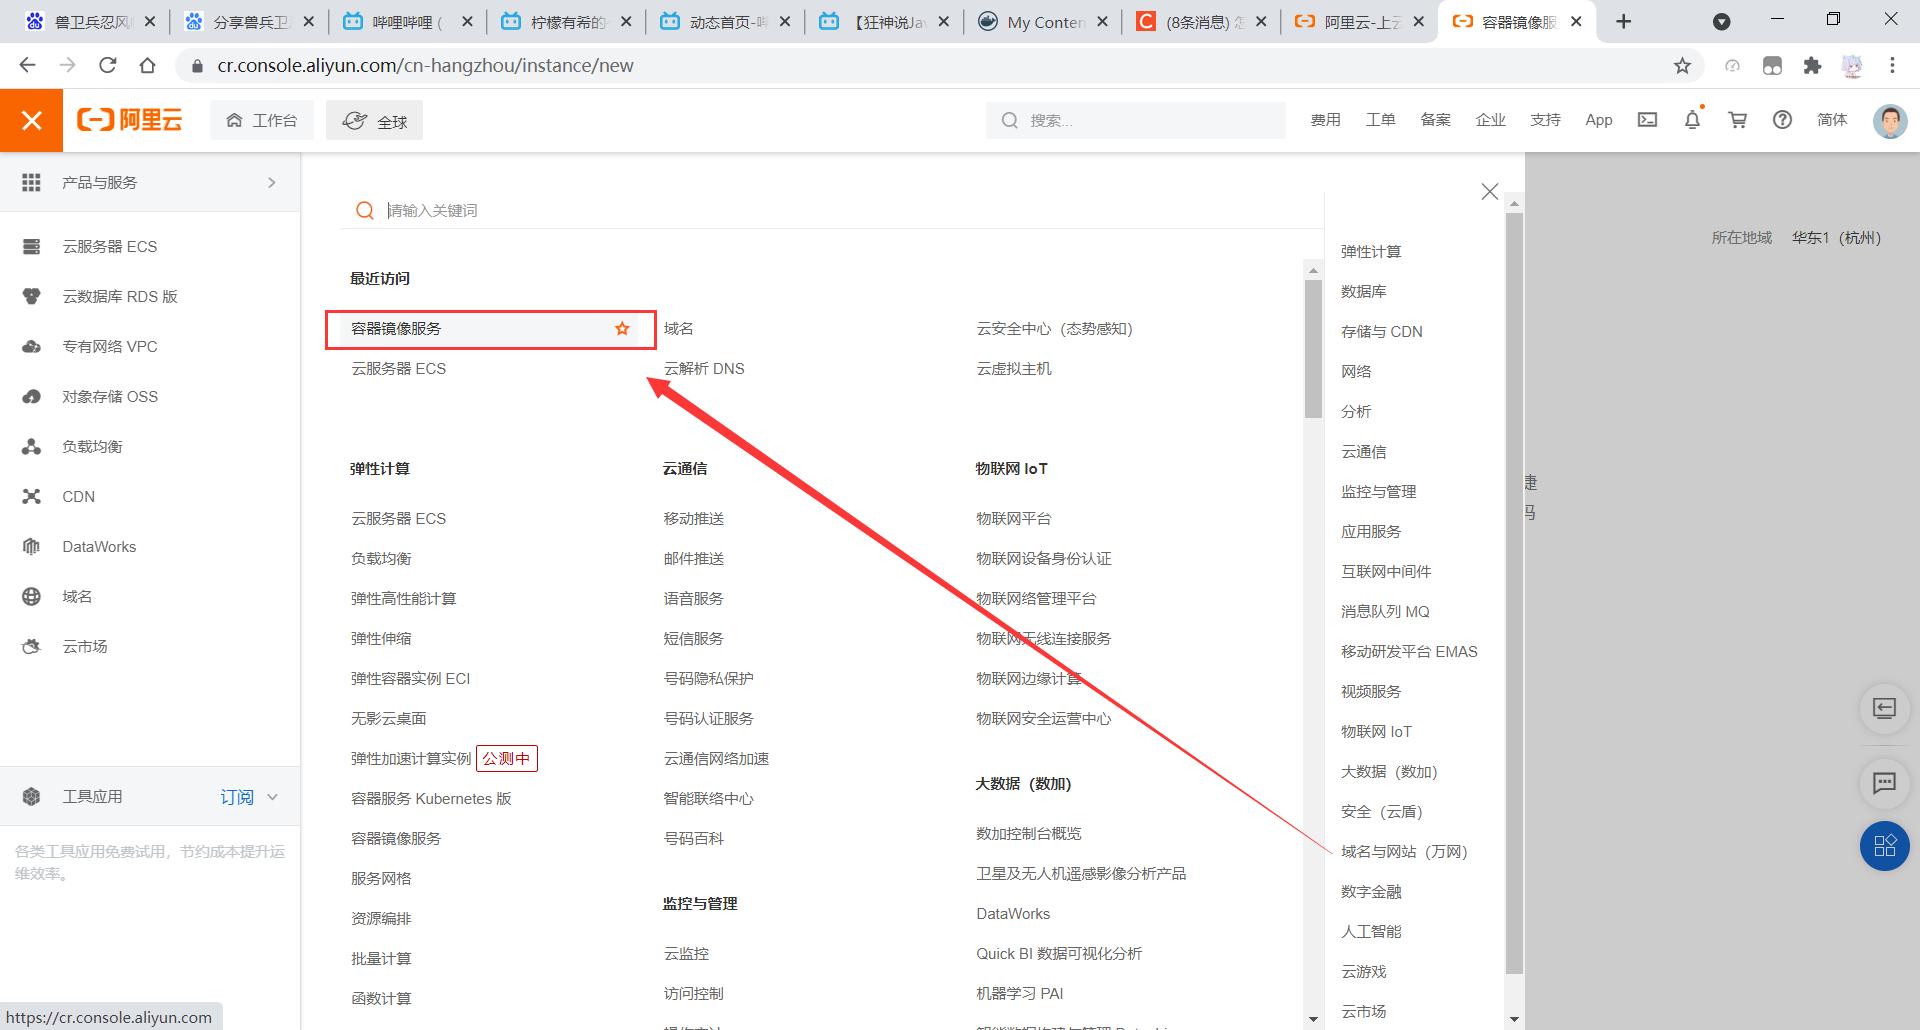 兽卫兵忍风
分享兽兵卫
哔哩哔哩 (
柠檬有希的
动态首页-哔
【狂神说Jav
My Conten
(8条消息) 怎
阿里云-上云
容器镜像服
cr.console.aliyun.com/cn-hangzhou/instance/new
阿里云
工作台
全球
搜索...
费用
工单
备案
企业
支持
App
简体
产品与服务
云服务器 ECS
云数据库 RDS 版
专有网络 VPC
对象存储 OSS
负载均衡
CDN
DataWorks
域名
云市场
工具应用
订阅
各类工具应用免费试用，节约成本提升运
维效率。
https://cr.console.aliyun.com
请输入关键词
最近访问
容器镜像服务
域名
云安全中心（态势感知）
云服务器 ECS
云解析 DNS
云虚拟主机
弹性计算
云服务器 ECS
负载均衡
弹性高性能计算
弹性伸缩
弹性容器实例 ECI
无影云桌面
弹性加速计算实例 公测中
容器服务 Kubernetes 版
容器镜像服务
服务网格
资源编排
批量计算
函数计算
云通信
移动推送
邮件推送
语音服务
短信服务
号码隐私保护
号码认证服务
云通信网络加速
智能联络中心
号码百科
监控与管理
云监控
访问控制
物联网 IoT
物联网平台
物联网设备身份认证
物联网络管理平台
物联网无线连接服务
物联网边缘计算
物联网安全运营中心
大数据（数加）
数加控制台概览
卫星及无人机遥感影像分析产品
DataWorks
Quick BI 数据可视化分析
机器学习 PAI
弹性计算
数据库
存储与 CDN
网络
分析
云通信
监控与管理
应用服务
互联网中间件
消息队列 MQ
移动研发平台 EMAS
视频服务
物联网 IoT
大数据（数加）
安全（云盾）
域名与网站（万网）
数字金融
人工智能
云游戏
云市场
所在地域 华东1（杭州）
捷
码